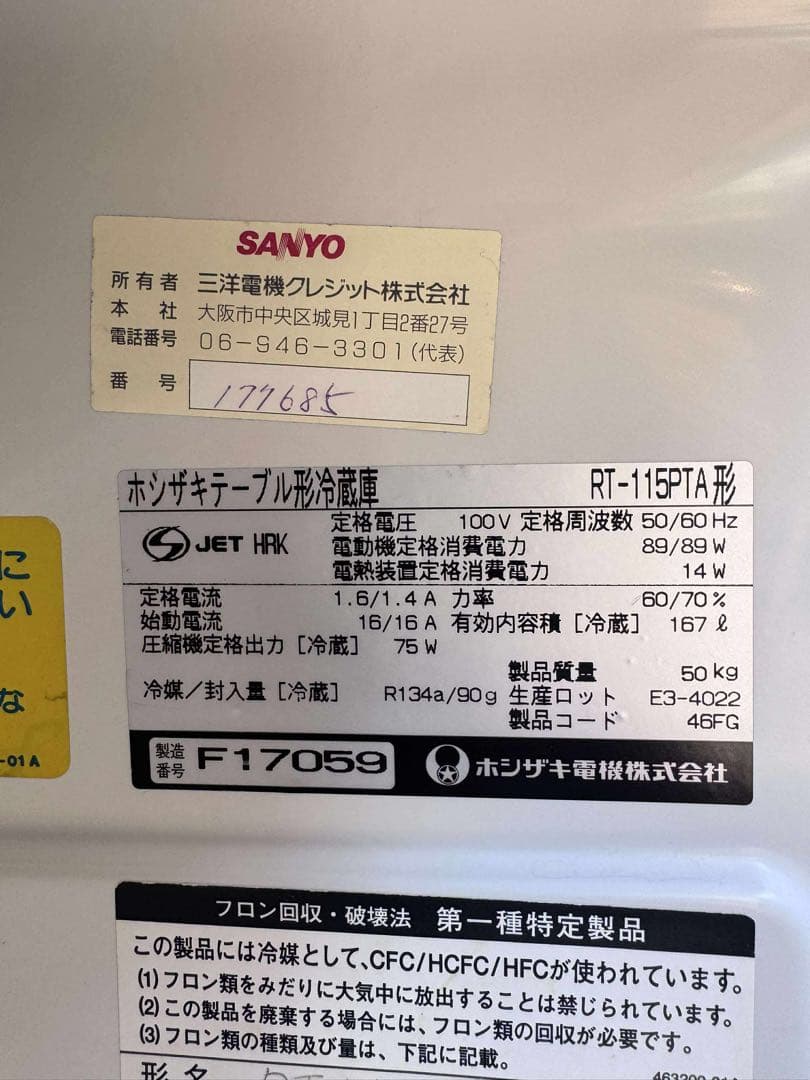 SANYO
所有者 三洋電機クレジット株式会社
本社 大阪市中央区城見1丁目2番27号
電話番号 06-946-3301(代表)
番号 177685
ホシザキテーブル形冷蔵庫 RT-115PTA形
JET HRK
定格電圧 100V 定格周波数 50/60Hz
電動機定格消費電力 89/89W
電熱装置定格消費電力 14W
定格電流 1.6/1.4A 力率 60/70%
始動電流 16/16A 有効内容積[冷蔵] 167ℓ
圧縮機定格出力[冷蔵] 75W
製品質量 50kg
冷媒/封入量[冷蔵] R134a/90g 生産ロット E3-4022
製品コード 46FG
製造番号 F17059 ホシザキ電機株式会社
に
い
な
-01A
フロン回収・破壊法 第一種特定製品
この製品には冷媒として、CFC/HCFC/HFCが使われています。
(1)フロン類をみだりに大気中に放出することは禁じられています。
(2)この製品を廃棄する場合には、フロン類の回収が必要です。
(3)フロン類の種類及び量は、下記に記載。
形名